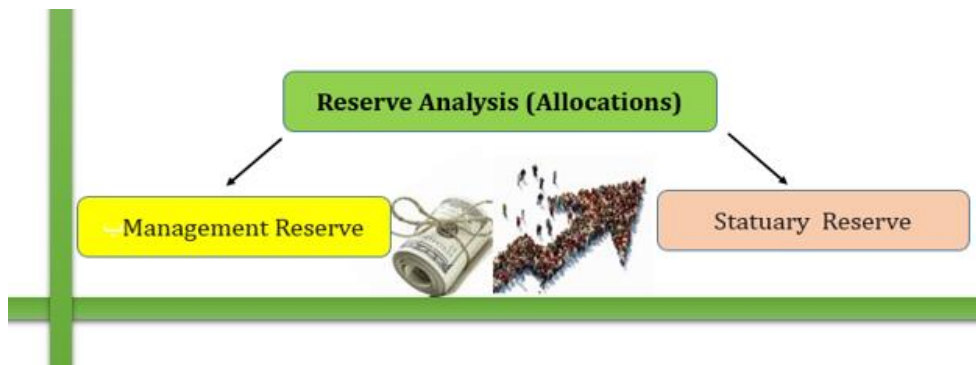 Reserve Analysis (Allocations)
Management Reserve
Statuary Reserve